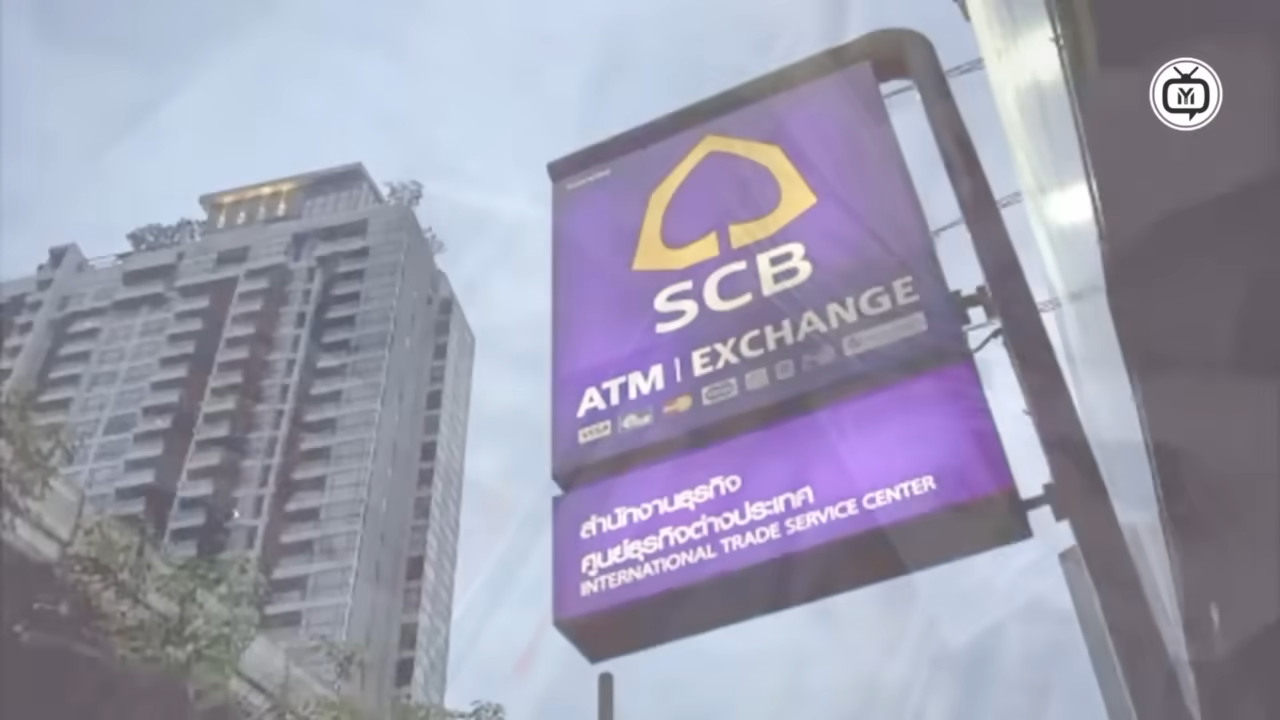 SCB
ATM | EXCHANGE
VISA
สำนักงานธุรกิจ
ศูนย์ธุรกิจต่างประเทศ
INTERNATIONAL TRADE SERVICE CENTER